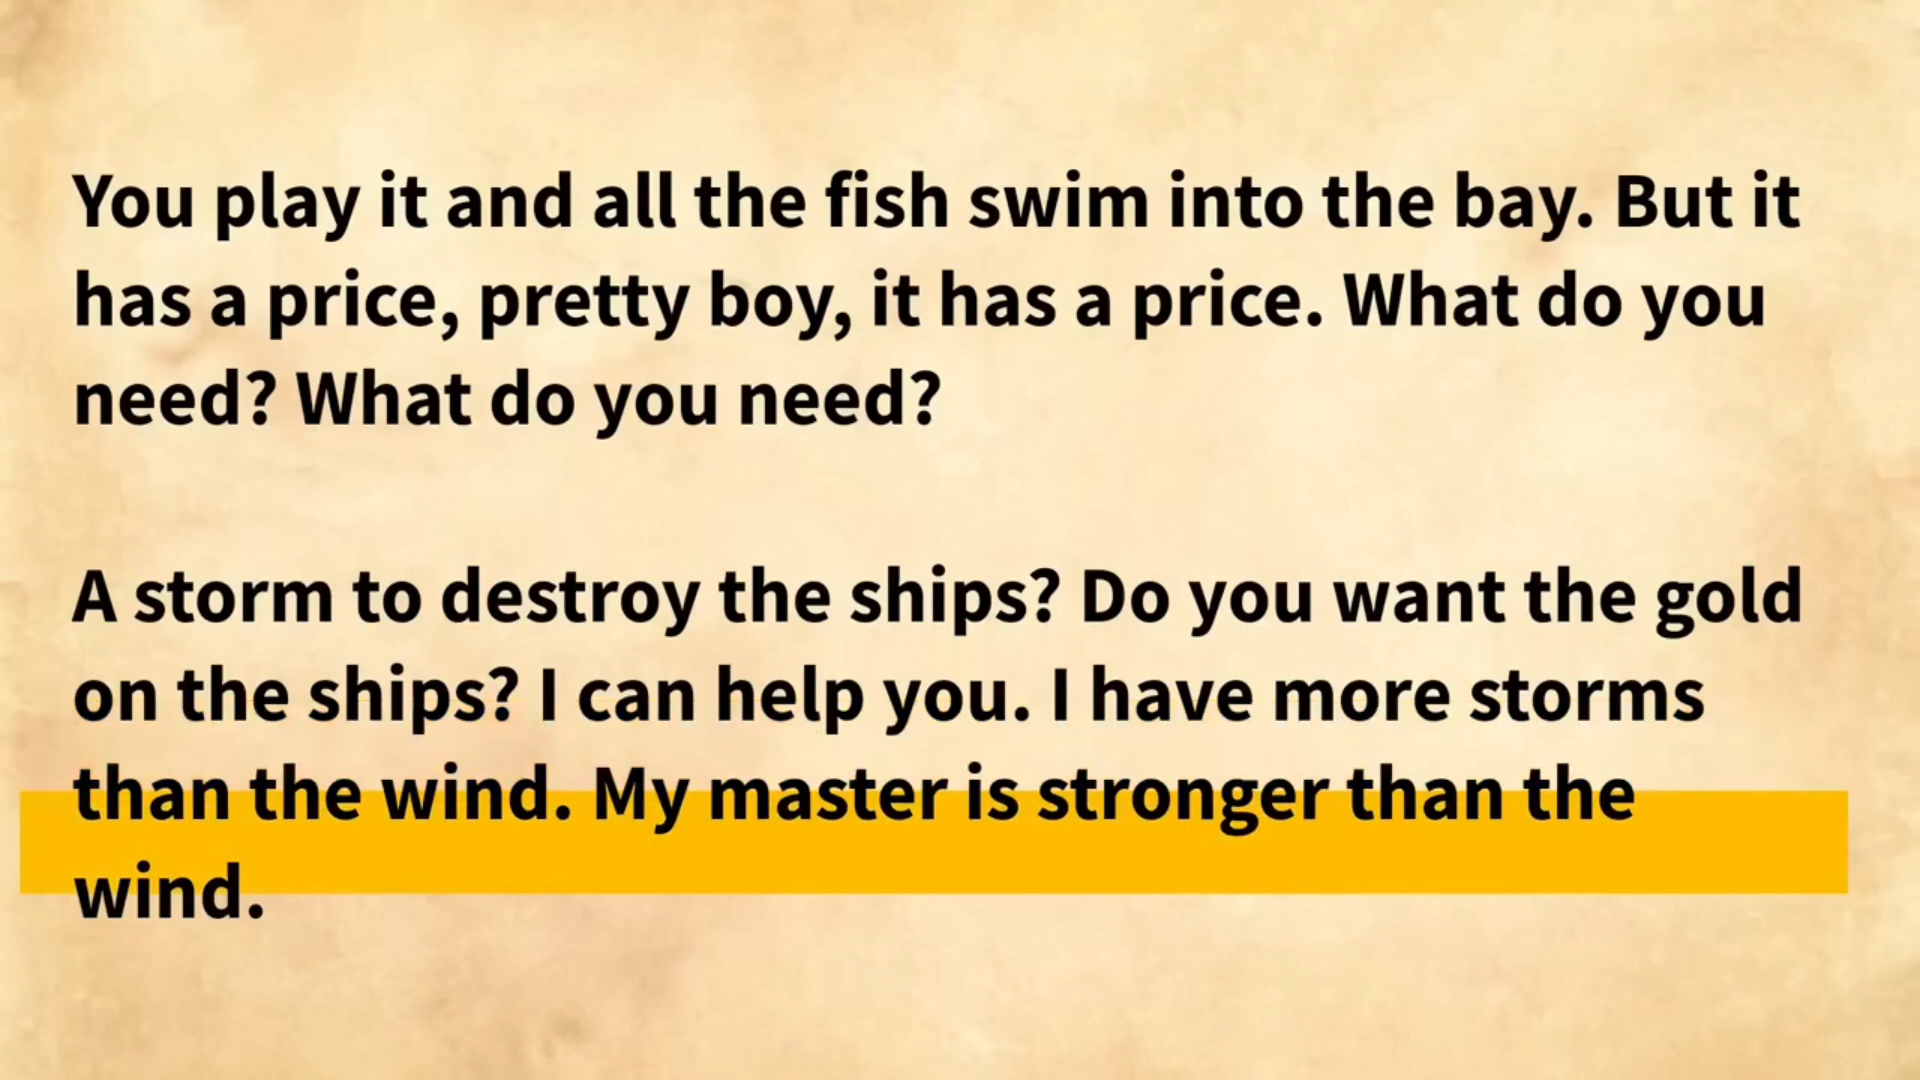 You play it and all the fish swim into the bay. But it
has a price, pretty boy, it has a price. What do you
need? What do you need?
A storm to destroy the ships? Do you want the gold
on the ships? I can help you. I have more storms
than the wind. My master is stronger than the
wind.